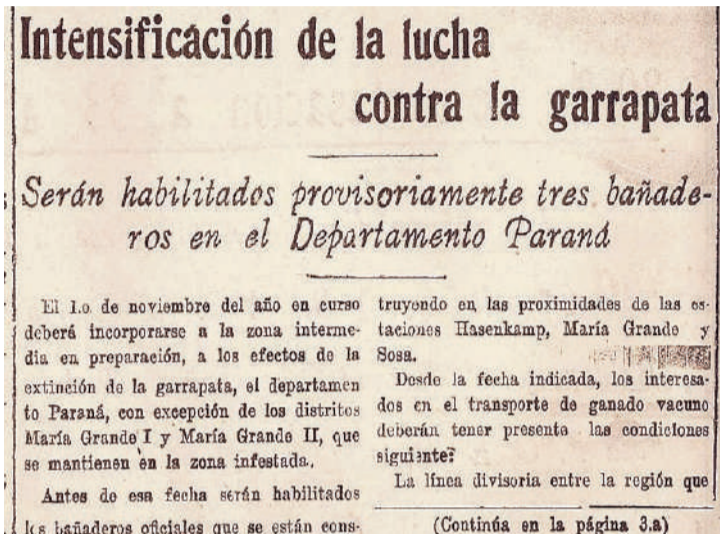 Intensificación de la lucha
contra la garrapata
Serán habilitados provisoriamente tres bañade-
ros en el Departamento Paraná
El 1.o de noviembre del año en curso
deberá incorporarse a la zona interme-
dia en preparación, a los efectos de la
extinción de la garrapata, el departamen
to Paraná, con excepción de los distritos
María Grande I y María Grande II, que
se mantienen en la zona infestada.
Antes de esa fecha serán habilitados
los bañaderos oficiales que se están cons-
truyendo en las proximidades de las es-
taciones Hasenkamp, María Grande y
Sosa.
Desde la fecha indicada, los interesa-
dos en el transporte de ganado vacuno
deberán tener presente las condiciones
siguiente:
La línea divisoria entre la región que
(Continúa en la página 3.a)